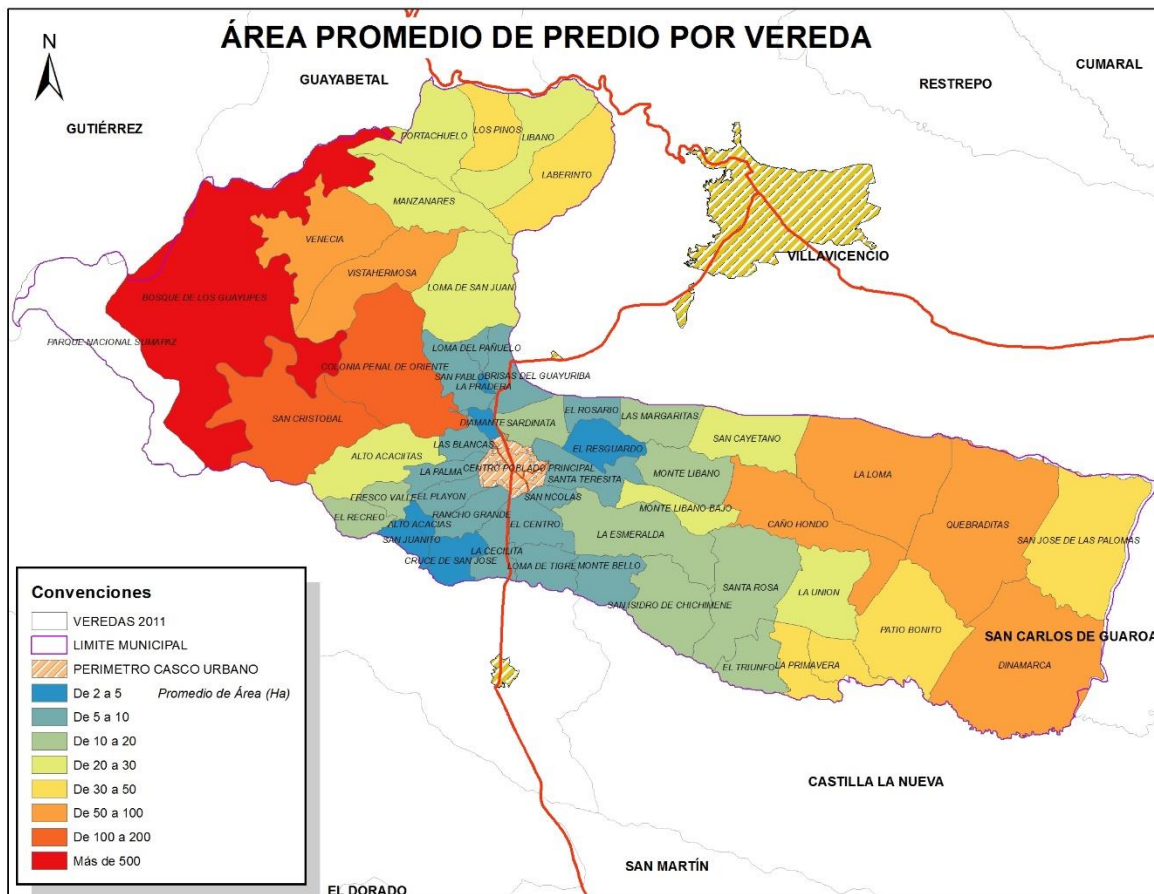 ÁREA PROMEDIO DE PREDIO POR VEREDA
N
GUAYABETAL
CUMARAL
RESTREPO
GUTIÉRREZ
PORTACHUELO
LOS PINOS
LIBANO
LABERINTO
MANZANARES
VENECIA
VISTAHERMOSA
VILLAVICENCIO
LOMA DE SAN JUAN
BOSQUE DE LOS GUAYUPES
PARQUE NACIONAL SUMAPAZ
LOMA DEL PAÑUELO
COLONIA PENAL DE ORIENTE
SAN PABLO
BRISAS DEL GUAYURIBA
LA PRADERA
SAN CRISTOBAL
EL ROSARIO
LAS MARGARITAS
DIAMANTE
SARDINATA
SAN CAYETANO
LAS BLANCAS
EL RESGUARDO
ALTO ACACIITAS
LA PALMA
CENTRO POBLADO PRINCIPAL
MONTE LIBANO
LA LOMA
SANTA TERESITA
FRESCO VALLE
EL PLAYON
SAN NCOLAS
MONTE LIBANO BAJO
EL RECREO
RANCHO GRANDE
ALTO ACACIAS
EL CENTRO
CAÑO HONDO
QUEBRADITAS
LA ESMERALDA
SAN JUANITO
SAN JOSE DE LAS PALOMAS
LA CECILITA
CRUCE DE SAN JOSE
LOMA DE TIGRE
MONTE BELLO
SANTA ROSA
LA UNION
SAN ISIDRO DE CHICHIMENE
PATIO BONITO
SAN CARLOS DE GUAROA
EL TRIUNFO
LA PRIMAVERA
DINAMARCA
CASTILLA LA NUEVA
SAN MARTÍN
EL DORADO
Convenciones
VEREDAS 2011
LIMITE MUNICIPAL
PERIMETRO CASCO URBANO
De 2 a 5 Promedio de Área (Ha)
De 5 a 10
De 10 a 20
De 20 a 30
De 30 a 50
De 50 a 100
De 100 a 200
Más de 500